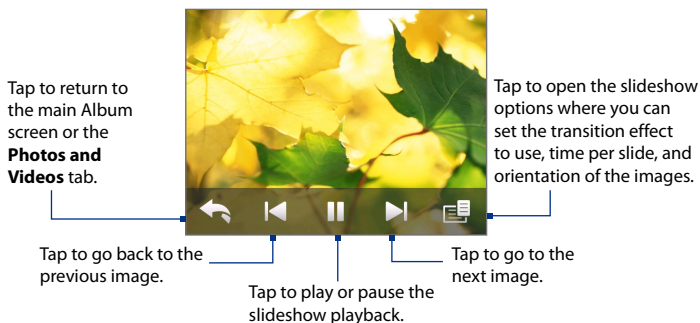 Tap to return to
the main Album
screen or the
Photos and
Videos tab.
Tap to open the slideshow
options where you can
set the transition effect
to use, time per slide, and
orientation of the images.
Tap to go back to the
previous image.
Tap to play or pause the
slideshow playback.
Tap to go to the
next image.